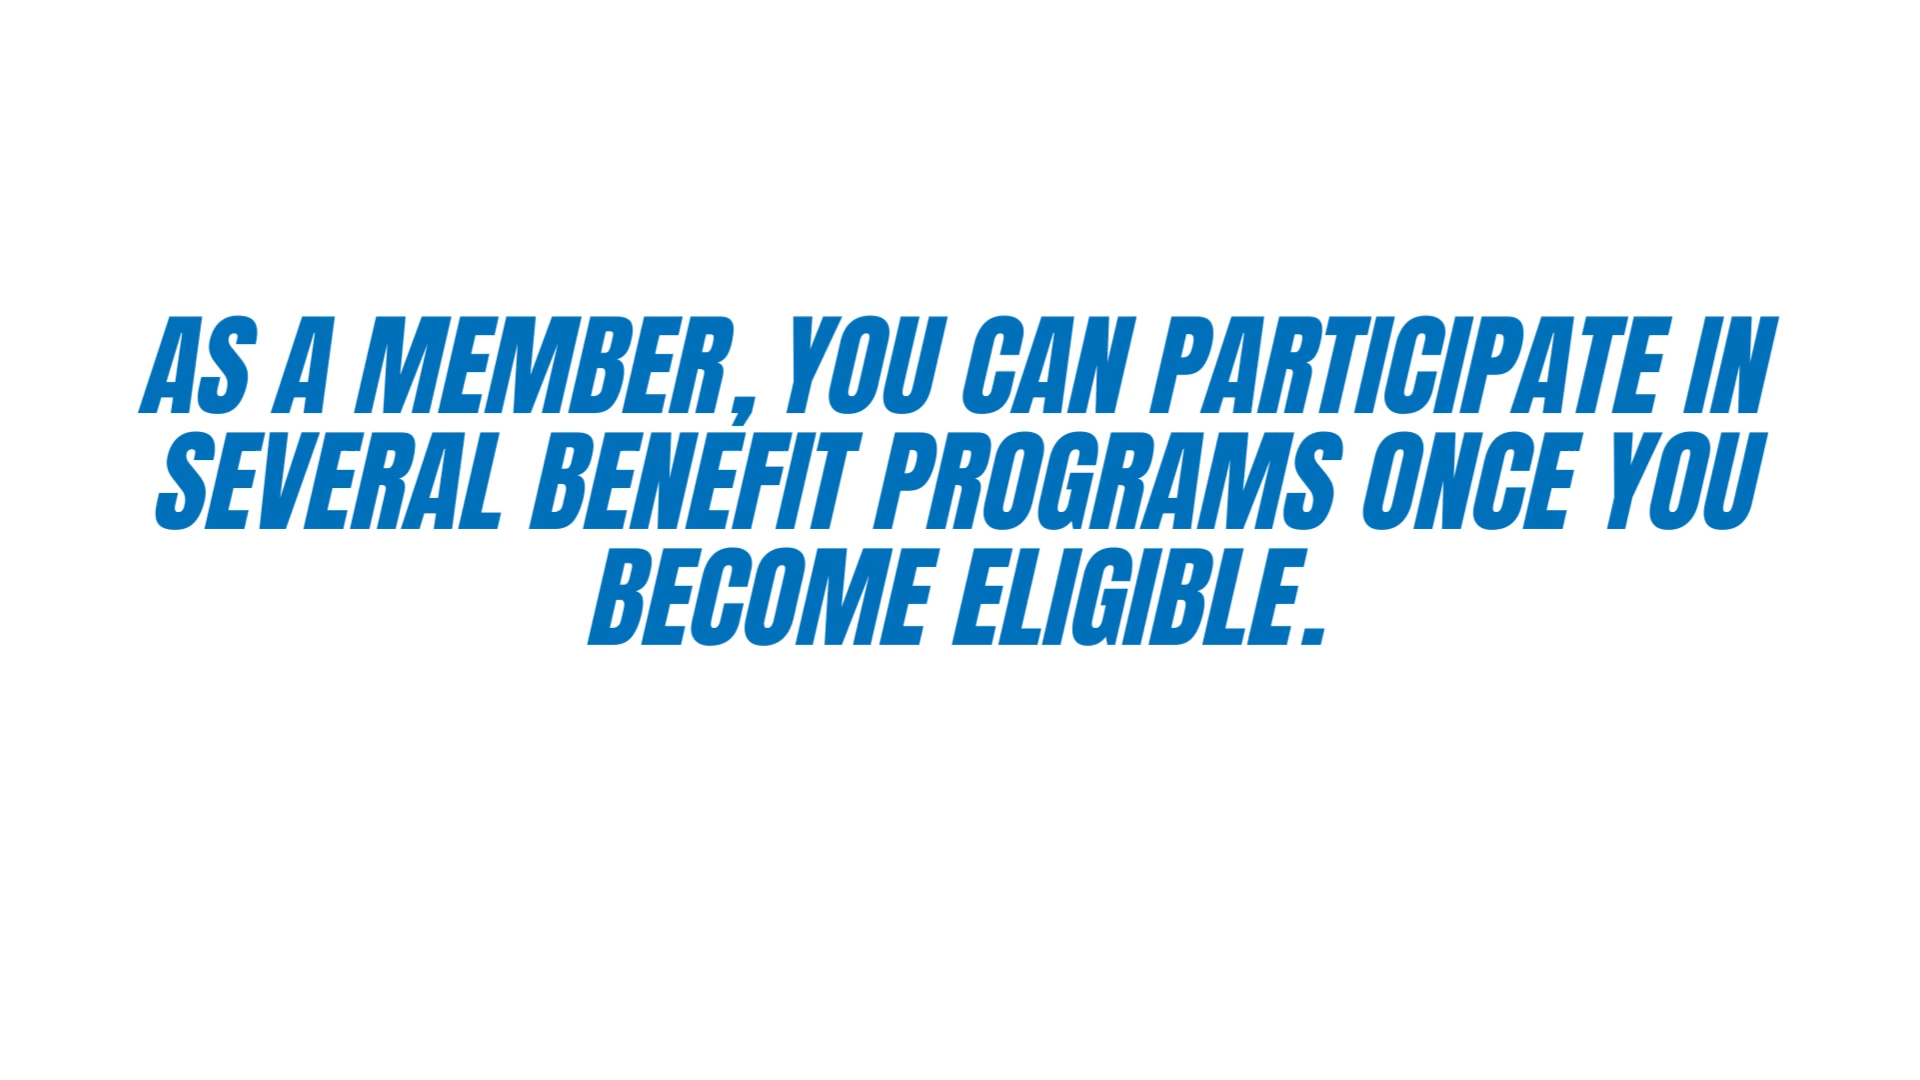 AS A MEMBER, YOU CAN PARTICIPATE IN
SEVERAL BENEFIT PROGRAMS ONCE YOU
BECOME ELIGIBLE.